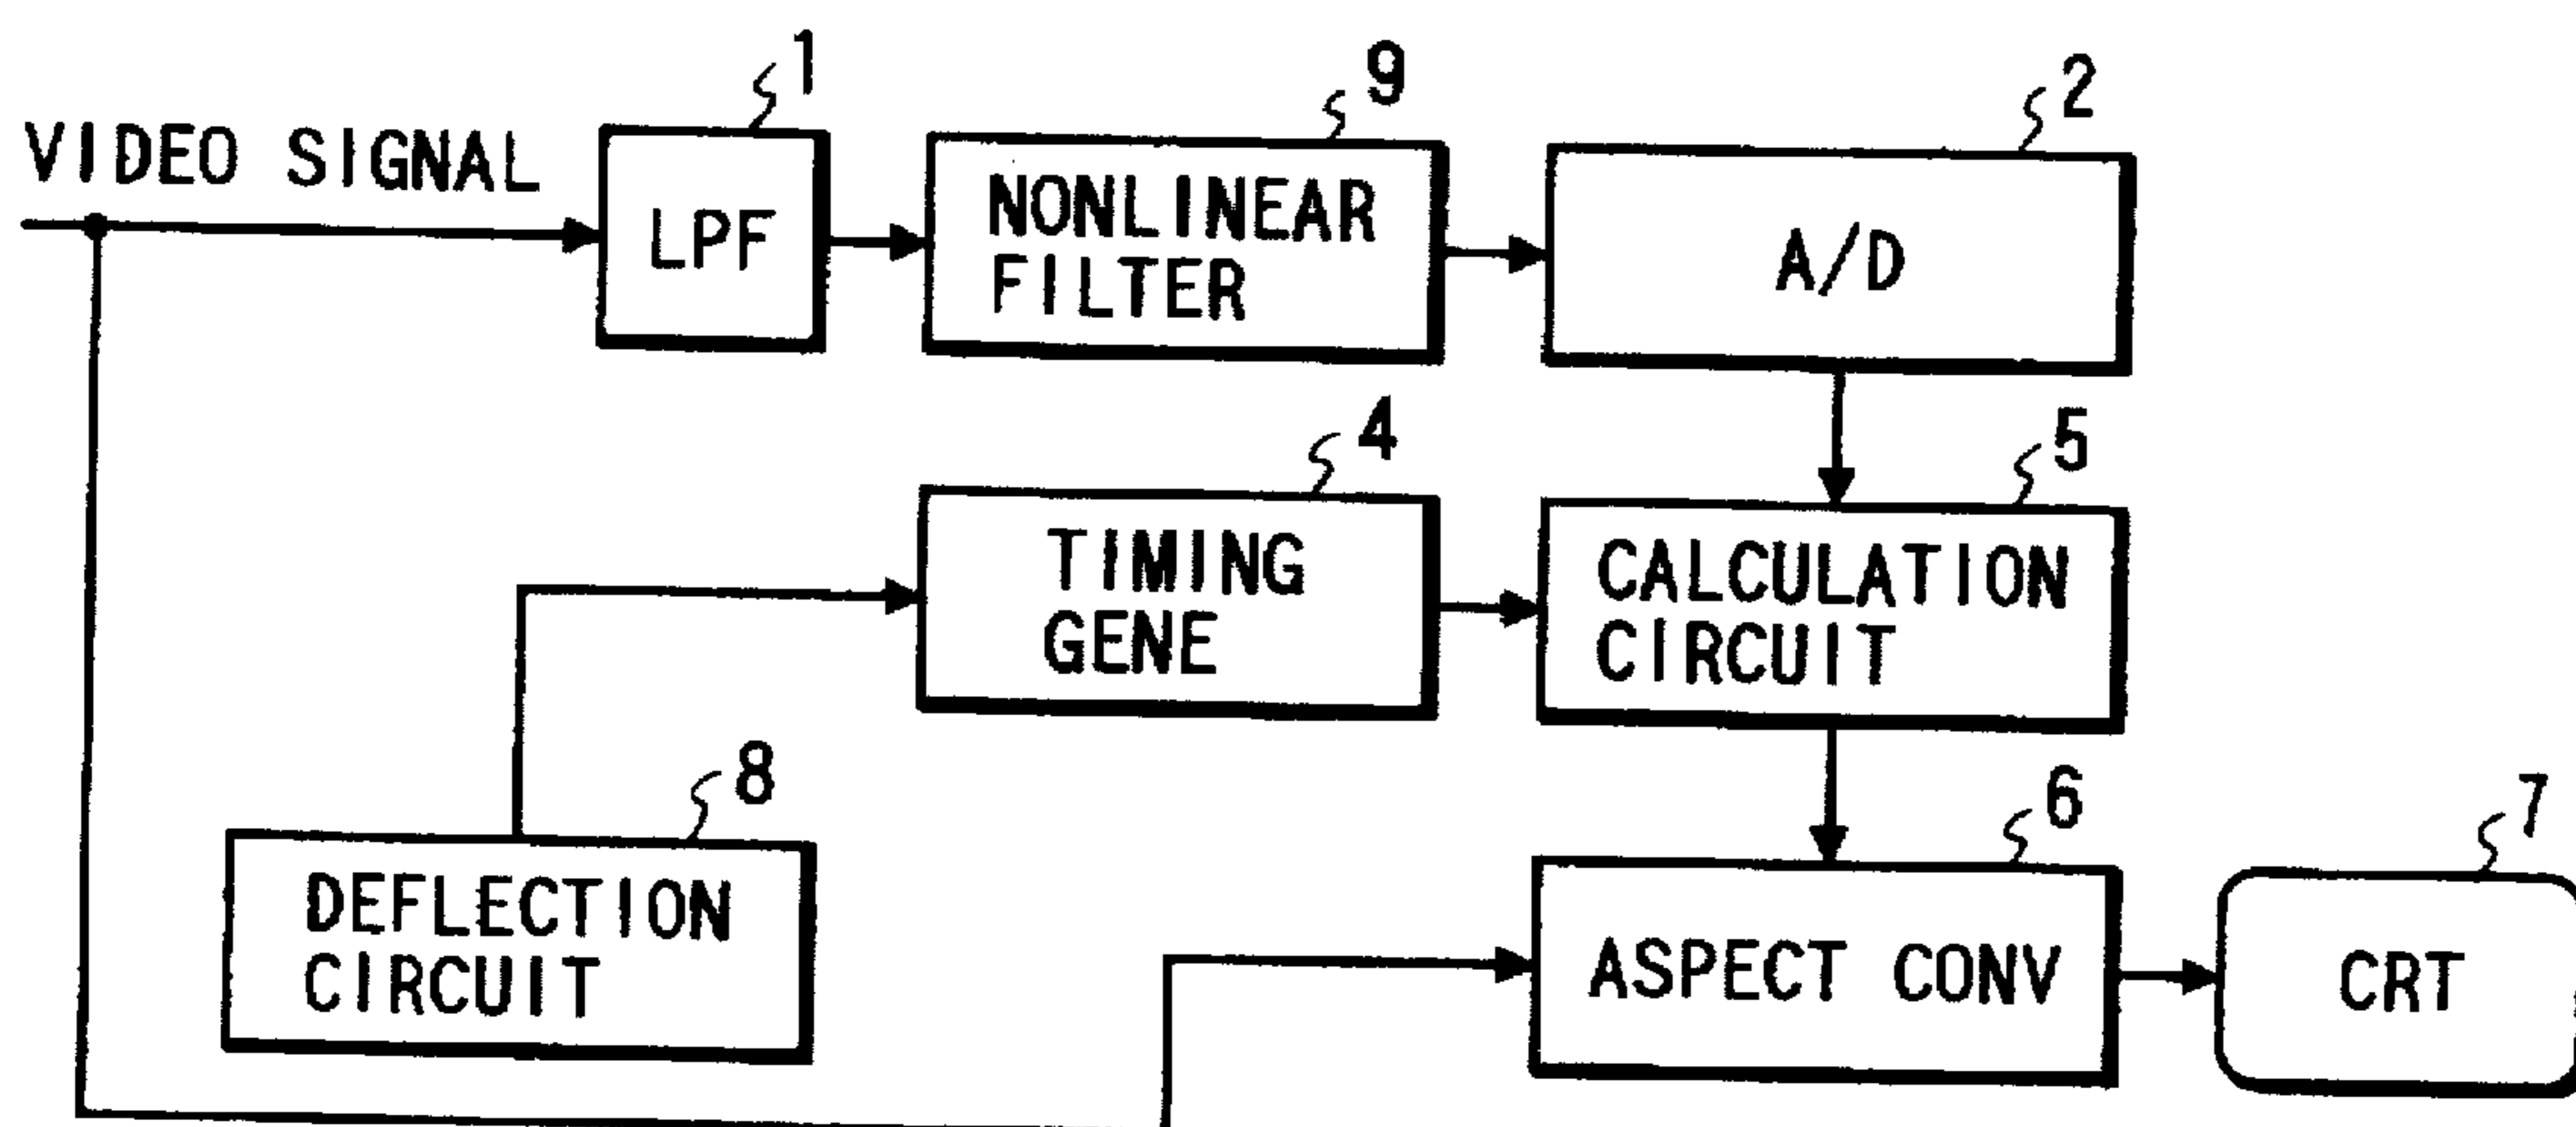 1
9
2
VIDEO SIGNAL
LPF
NONLINEAR
FILTER
A/D
4
5
TIMING
GENE
CALCULATION
CIRCUIT
8
6
7
DEFLECTION
CIRCUIT
ASPECT CONV
CRT